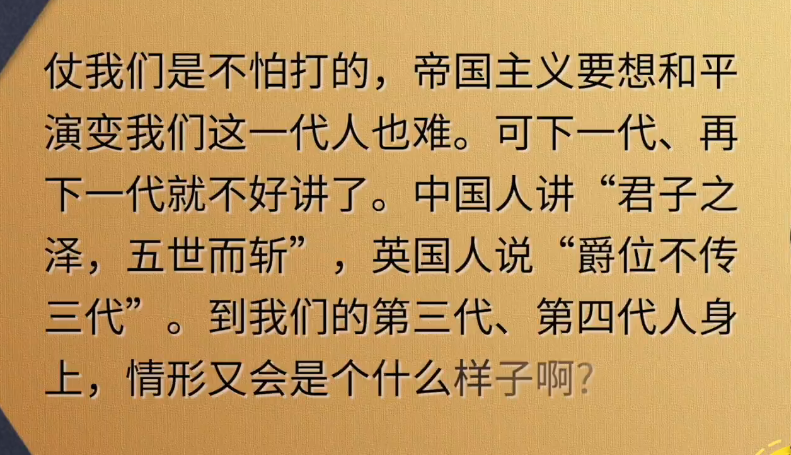 仗我们是不怕打的，帝国主义要想和平
演变我们这一代人也难。可下一代、再
下一代就不好讲了。中国人讲“君子之
泽，五世而斩”，英国人说“爵位不传
三代”。到我们的第三代、第四代人身
上，情形又会是个什么样子啊?